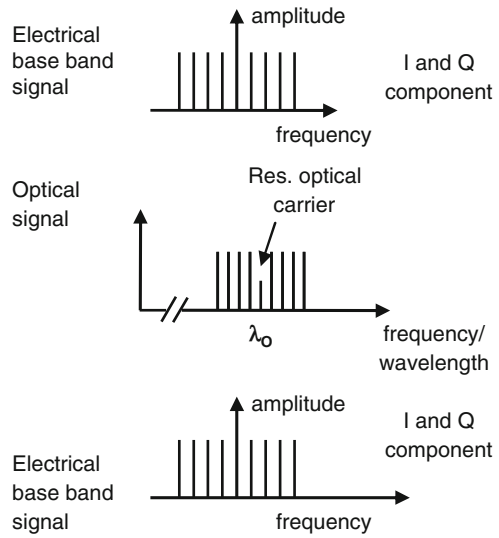 Electrical
base band
signal
amplitude
I and Q
component
frequency
Res. optical
carrier
Optical
signal
λO
frequency/
wavelength
amplitude
I and Q
component
Electrical
base band
signal
frequency